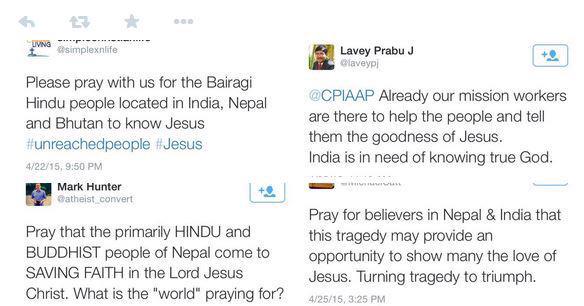 LIVING
@simplexnlife
Please pray with us for the Bairagi
Hindu people located in India, Nepal
and Bhutan to know Jesus
#unreachedpeople #Jesus
4/22/15, 9:50 PM
Mark Hunter
@atheist_convert
Pray that the primarily HINDU and
BUDDHIST people of Nepal come to
SAVING FAITH in the Lord Jesus
Christ. What is the "world" praying for?
Lavey Prabu J
@laveypj
@CPIAAP Already our mission workers
are there to help the people and tell
them the goodness of Jesus.
India is in need of knowing true God.
Pray for believers in Nepal & India that
this tragedy may provide an
opportunity to show many the love of
Jesus. Turning tragedy to triumph.
4/25/15, 3:25 PM